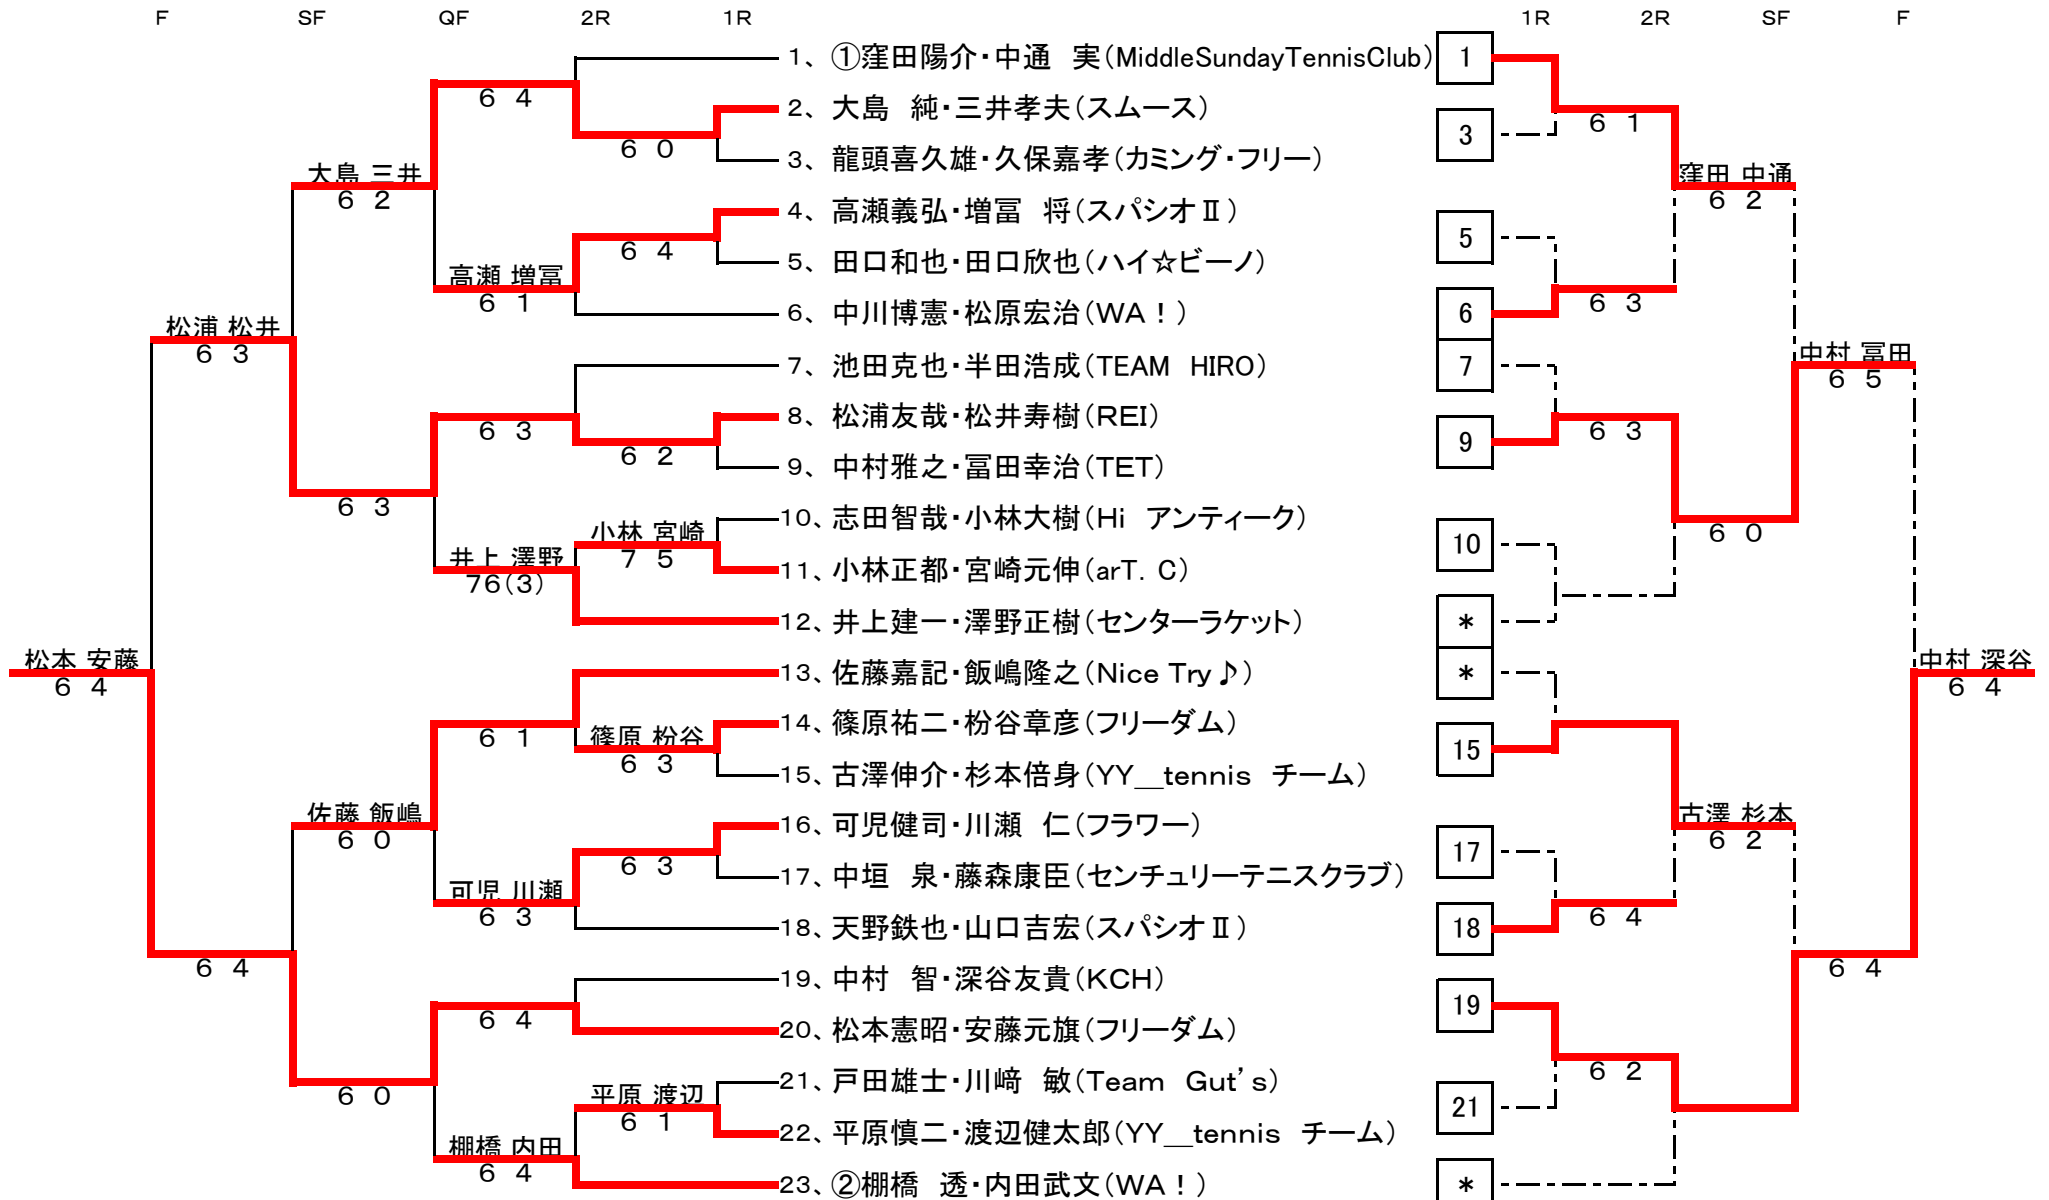 F SF QF 2R 1R 1R 2R SF F
1、 ①窪田陽介・中通　実(MiddleSundayTennisClub) 1
6 4
2、 大島　純・三井孝夫(スムース)
6 1
3
6 0
3、 龍頭喜久雄・久保嘉孝(カミング・フリー)
大島 三井
窪田 中通
6 2
6 2
4、 高瀬義弘・増冨　将(スパシオⅡ)
5
6 4
5、 田口和也・田口欣也(ハイ☆ビーノ)
高瀬 増冨
6 1
6 3
6、 中川博憲・松原宏治(WA！) 6
松浦 松井
6 3
中村 冨田
6 5
7、 池田克也・半田浩成(TEAM　HIRO) 7
8、 松浦友哉・松井寿樹(REI)
6 3
6 3
9
6 2
9、 中村雅之・冨田幸治(TET)
6 3
10、 志田智哉・小林大樹(Hi　アンティーク)
小林 宮崎
6 0
10
7 5
井上 澤野
76(3)
11、 小林正都・宮崎元伸(arT．C)
12、 井上建一・澤野正樹(センターラケット) *
松本 安藤
6 4
中村 深谷
6 4
13、 佐藤嘉記・飯嶋隆之(Nice Try♪) *
14、 篠原祐二・枌谷章彦(フリーダム)
6 1
篠原 枌谷
6 3
15
15、 古澤伸介・杉本倍身(YY＿tennis　チーム)
佐藤 飯嶋
6 0
古澤 杉本
6 2
16、 可児健司・川瀬　仁(フラワー)
17
6 3
17、 中垣　泉・藤森康臣(センチュリーテニスクラブ)
可児 川瀬
6 3
6 4
18、 天野鉄也・山口吉宏(スパシオⅡ) 18
6 4
6 4
19、 中村　智・深谷友貴(KCH)
19
6 4
20、 松本憲昭・安藤元旗(フリーダム)
6 2
21、 戸田雄士・川﨑　敏(Team　Gut's)
6 0
平原 渡辺
6 1
21
22、 平原慎二・渡辺健太郎(YY＿tennis　チーム)
棚橋 内田
6 4
23、 ②棚橋　透・内田武文(WA！) *